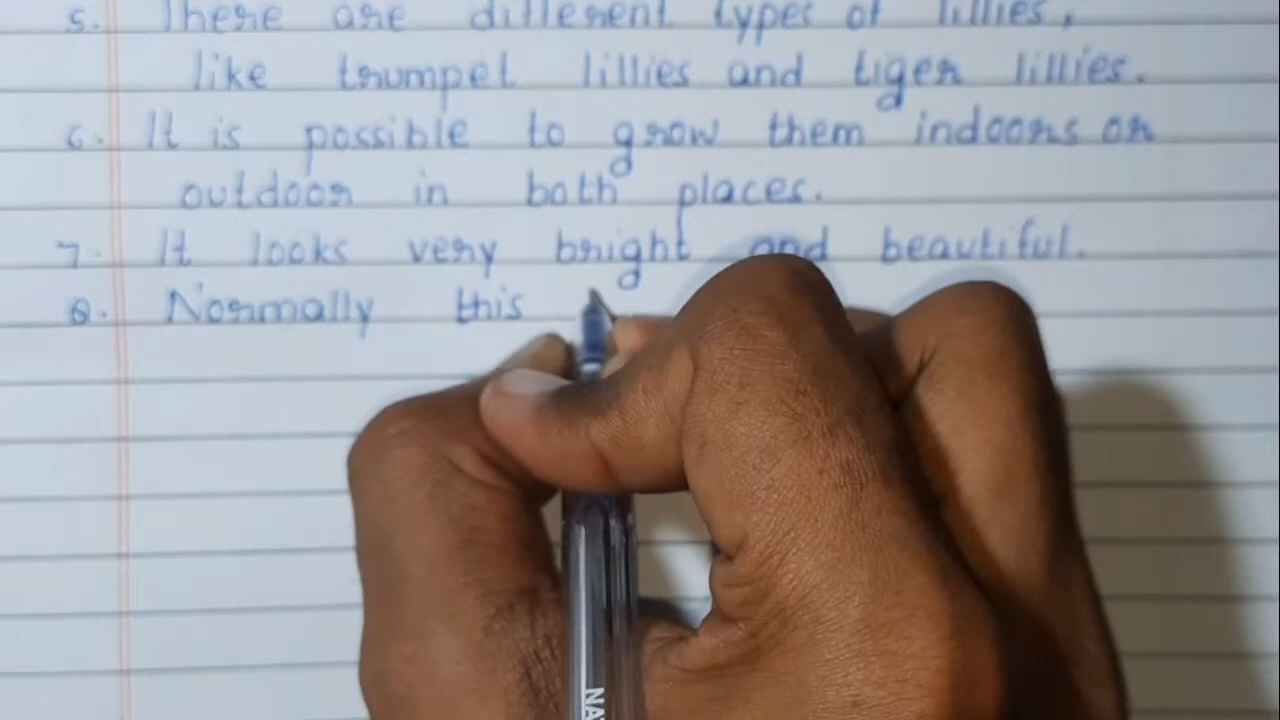 5. There are different types of lillies,
like trumpet lillies and tiger lillies.
6. It is possible to grow them indoors or
outdoor in both places.
7. It looks very bright and beautiful.
8. Normally this
NAV